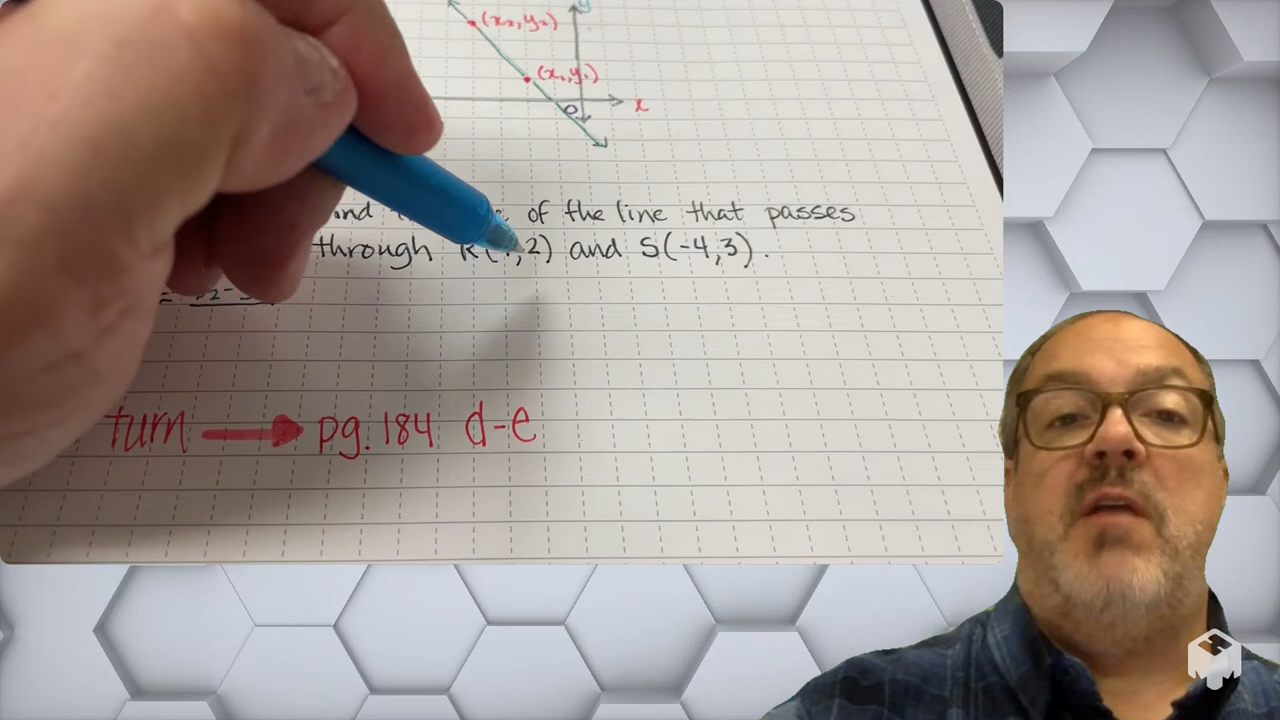 y
(x₂,y₂)
(x₁,y₁)
x
O
of the line that passes
through R( ,2) and S(-4,3).
turn → pg. 184 d-e